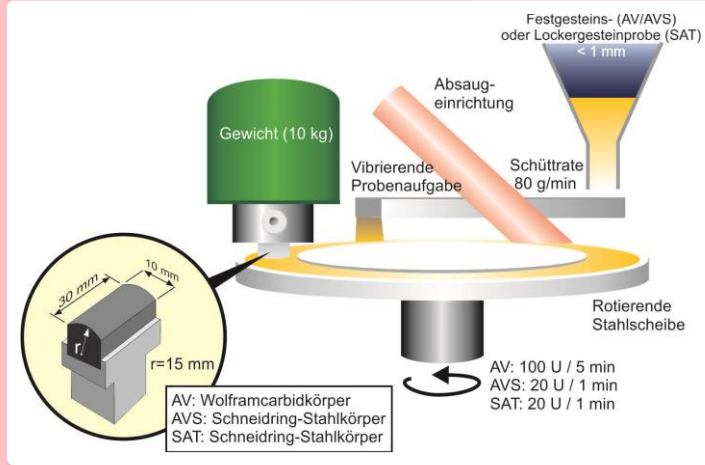 Festgesteins- (AV/AVS)
oder Lockergesteinprobe (SAT)
< 1 mm
Absaug-
einrichtung
Gewicht (10 kg)
Vibrierende
Probenaufgabe
Schüttrate
80 g/min
10 mm
30 mm
r
r=15 mm
Rotierende
Stahlscheibe
AV: 100 U / 5 min
AVS: 20 U / 1 min
SAT: 20 U / 1 min
AV: Wolframcarbidkörper
AVS: Schneidring-Stahlkörper
SAT: Schneidring-Stahlkörper